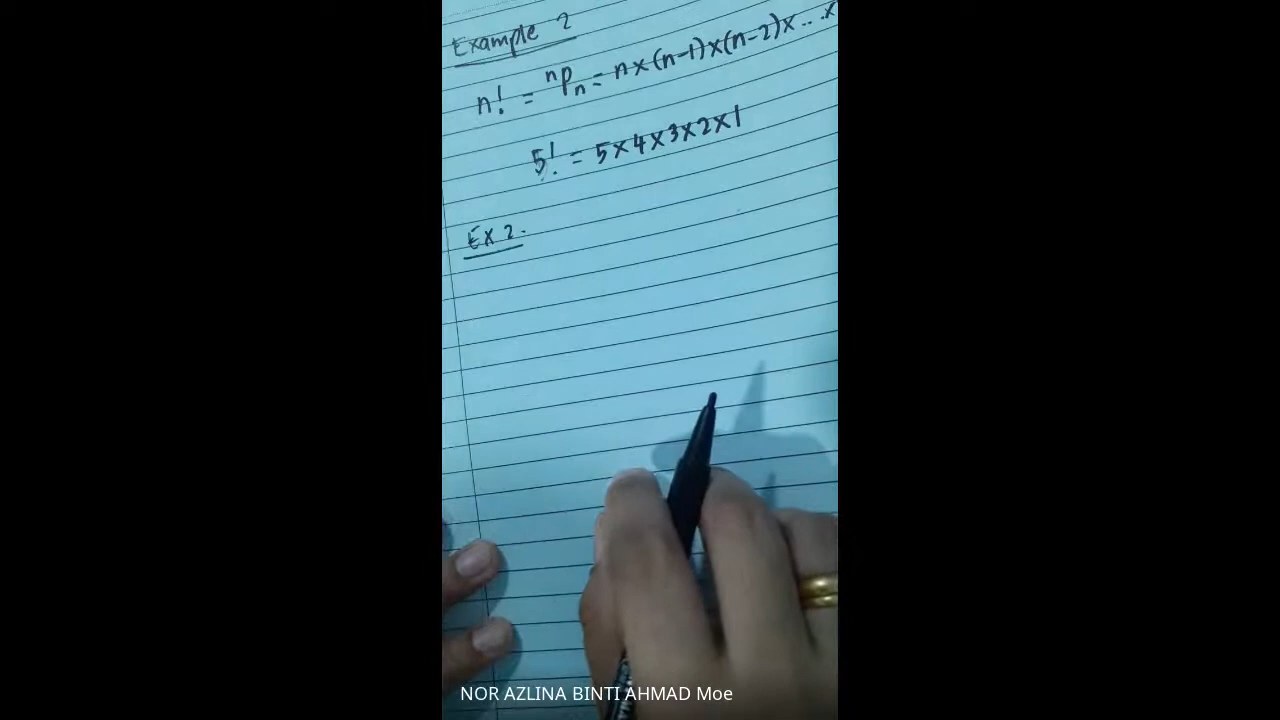 Example 2
n! = ⁿPₙ = n×(n-1)×(n-2)×...×
5! = 5×4×3×2×1
EX 2.
NOR AZLINA BINTI AHMAD Moe